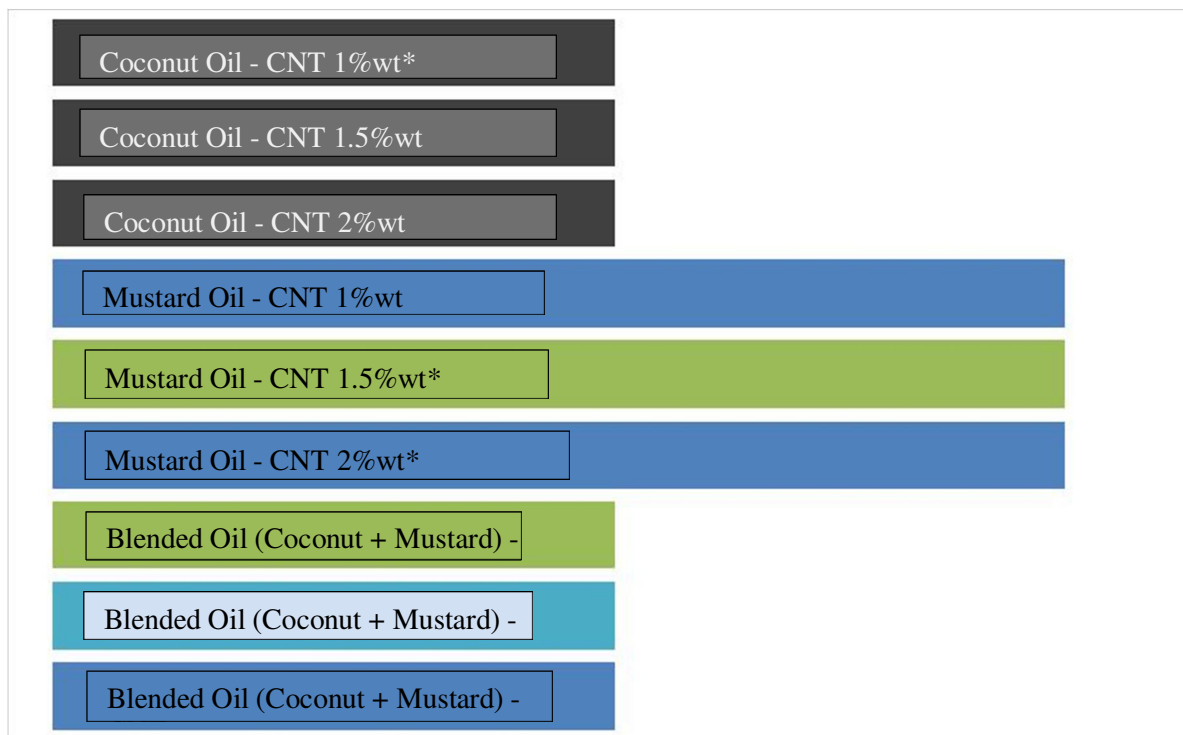 Coconut Oil - CNT 1%wt*
Coconut Oil - CNT 1.5%wt
Coconut Oil - CNT 2%wt
Mustard Oil - CNT 1%wt
Mustard Oil - CNT 1.5%wt*
Mustard Oil - CNT 2%wt*
Blended Oil (Coconut + Mustard) -
Blended Oil (Coconut + Mustard) -
Blended Oil (Coconut + Mustard) -